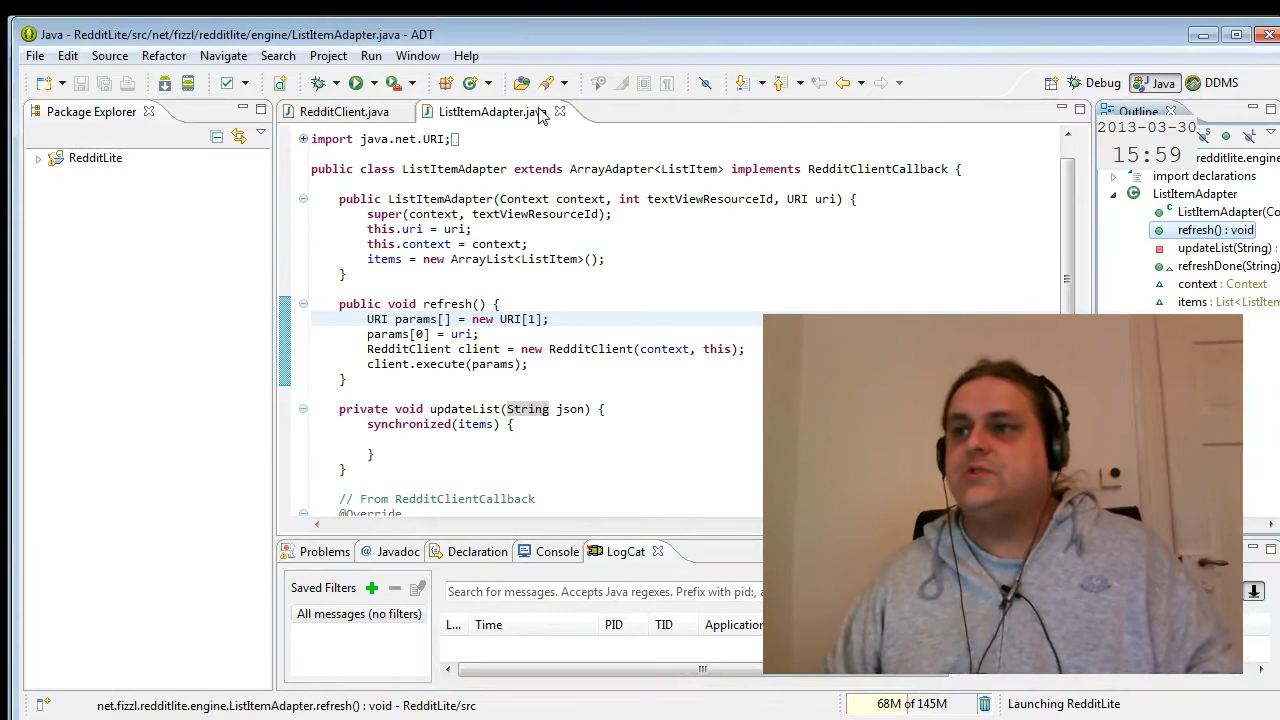 Java - RedditLite/src/net/fizzl/redditlite/engine/ListItemAdapter.java - ADT
File Edit Source Refactor Navigate Search Project Run Window Help
Debug Java DDMS
Package Explorer
RedditClient.java
ListItemAdapter.java
Outline
2013-03-30
15:59
RedditLite
import java.net.URI;
public class ListItemAdapter extends ArrayAdapter<ListItem> implements RedditClientCallback {
public ListItemAdapter(Context context, int textViewResourceId, URI uri) {
super(context, textViewResourceId);
this.uri = uri;
this.context = context;
items = new ArrayList<ListItem>();
}
public void refresh() {
URI params[] = new URI[1];
params[0] = uri;
RedditClient client = new RedditClient(context, this);
client.execute(params);
}
private void updateList(String json) {
synchronized(items) {
}
}
// From RedditClientCallback
@Override
redditlite.engine
import declarations
ListItemAdapter
ListItemAdapter(Co
refresh() : void
updateList(String) :
refreshDone(String)
context : Context
items : List<ListItem
Problems Javadoc Declaration Console LogCat
Saved Filters
All messages (no filters)
Search for messages. Accepts Java regexes. Prefix with pid:, a
L... Time PID TID Application
net.fizzl.redditlite.engine.ListItemAdapter.refresh() : void - RedditLite/src
68M of 145M
Launching RedditLite